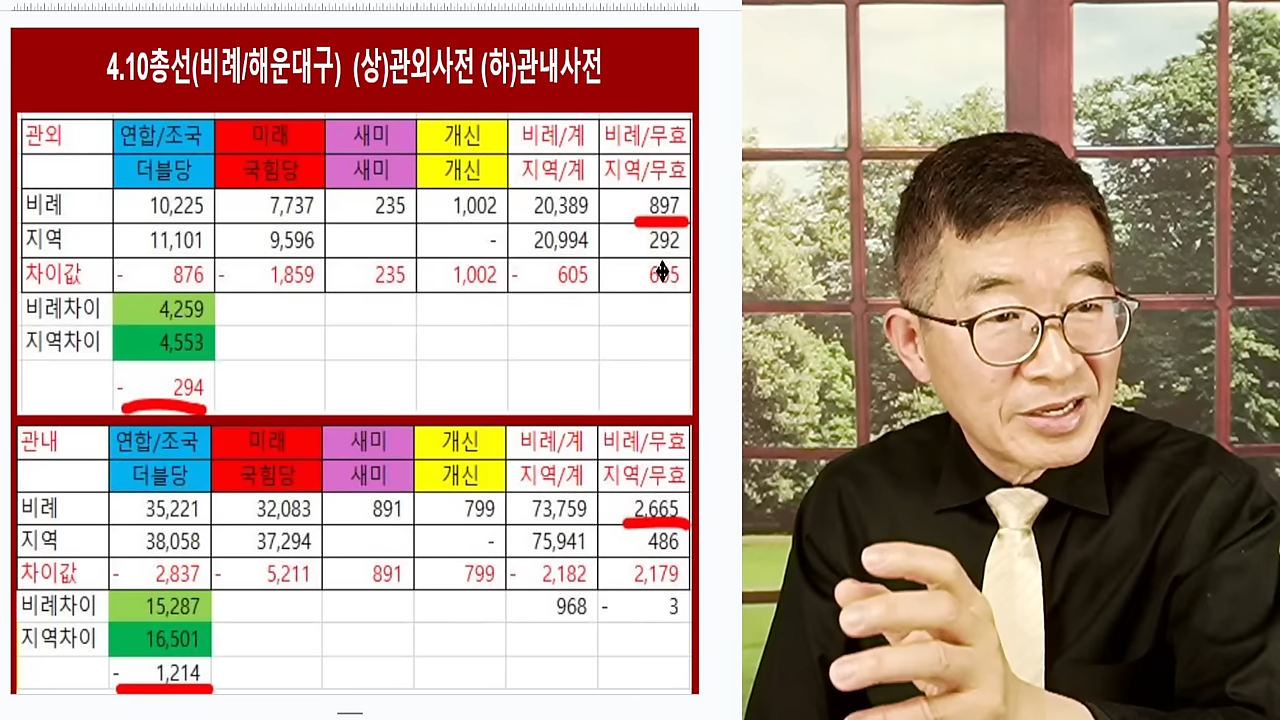 4.10총선(비례/해운대구) (상)관외사전 (하)관내사전
관외 연합/조국 미래 새미 개신 비례/계 비례/무효
더블당 국힘당 새미 개신 지역/계 지역/무효
비례 10,225 7,737 235 1,002 20,389 897
지역 11,101 9,596 - 20,994 292
차이값 - 876 - 1,859 235 1,002 - 605 605
비례차이 4,259
지역차이 4,553
- 294
관내 연합/조국 미래 새미 개신 비례/계 비례/무효
더블당 국힘당 새미 개신 지역/계 지역/무효
비례 35,221 32,083 891 799 73,759 2,665
지역 38,058 37,294 - 75,941 486
차이값 - 2,837 - 5,211 891 799 - 2,182 2,179
비례차이 15,287 968 - 3
지역차이 16,501
- 1,214